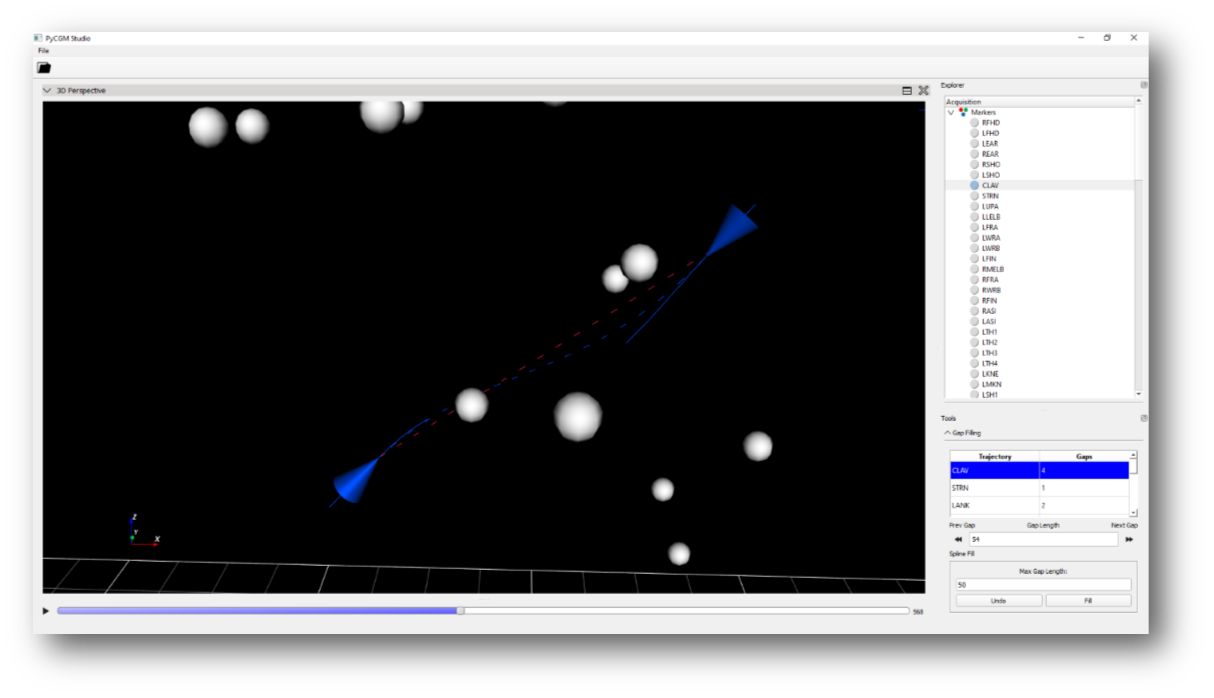 PyCGM Studio
File
3D Perspective
Z
Y
X
568
Explorer
Acquisition
Markers
RFHD
LFHD
LEAR
REAR
RSHO
LSHO
CLAV
STRN
LUPA
LLELB
LFRA
LWRA
LWRB
LFIN
RMELB
RFRA
RWRB
RFIN
RASI
LASI
LTH1
LTH2
LTH3
LTH4
LKNE
LMKN
LSH1
Tools
Gap Filling
Trajectory Gaps
CLAV 4
STRN 1
LANK 2
Prev Gap Gap Length Next Gap
54
Spline Fill
Max Gap Length:
50
Undo Fill